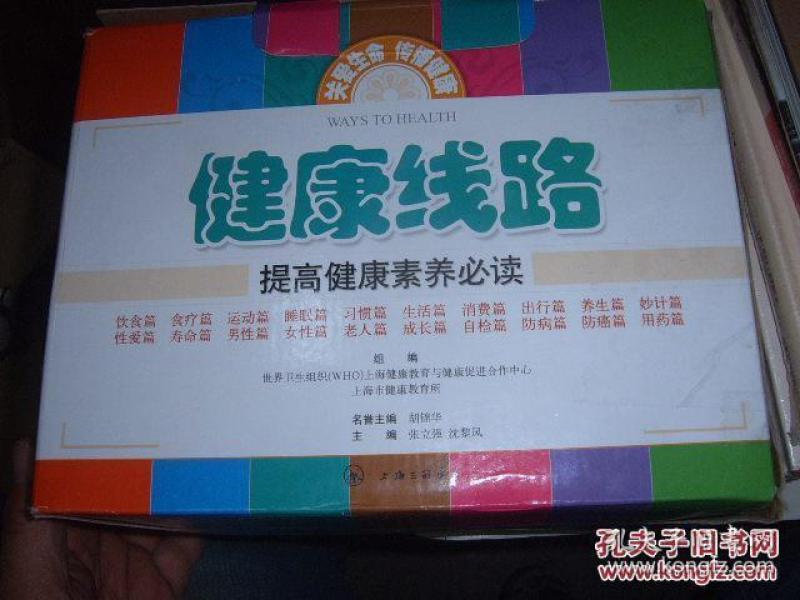 关爱生命 传播健康
WAYS TO HEALTH
健康线路
提高健康素养必读
饮食篇 食疗篇 运动篇 睡眠篇 习惯篇 生活篇 消费篇 出行篇 养生篇 妙计篇
性爱篇 寿命篇 男性篇 女性篇 老人篇 成长篇 自检篇 防病篇 防癌篇 用药篇
组 编
世界卫生组织(WHO)上海健康教育与健康促进合作中心
上海市健康教育所
名誉主编 胡锦华
主 编 张立强 沈黎风
上海三联
孔夫子旧书网
www.kongfz.com